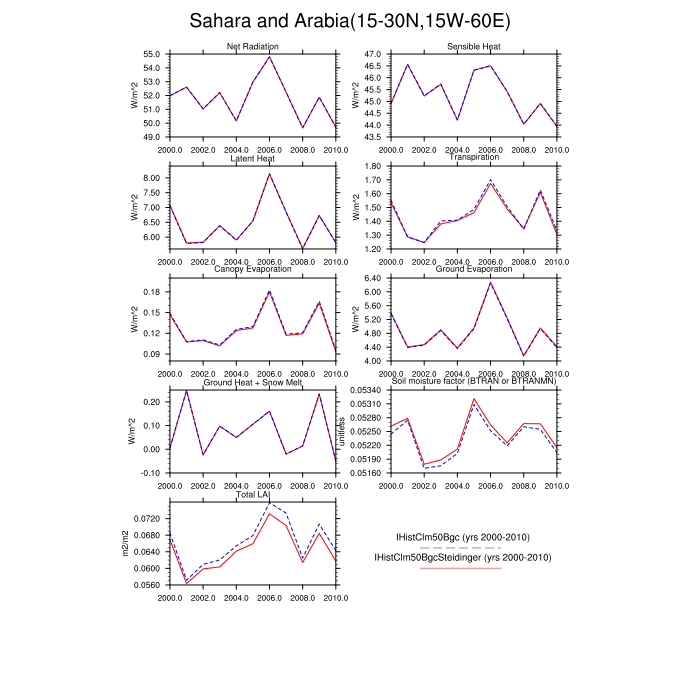 Sahara and Arabia(15-30N,15W-60E)
Net Radiation
W/m^2
55.0
54.0
53.0
52.0
51.0
50.0
49.0
2000.0 2002.0 2004.0 2006.0 2008.0 2010.0
Sensible Heat
W/m^2
47.0
46.5
46.0
45.5
45.0
44.5
44.0
43.5
2000.0 2002.0 2004.0 2006.0 2008.0 2010.0
Latent Heat
W/m^2
8.00
7.00
6.50
6.00
2000.0 2002.0 2004.0 2006.0 2008.0 2010.0
Transpiration
W/m^2
1.80
1.70
1.60
1.50
1.40
1.30
1.20
2000.0 2002.0 2004.0 2006.0 2008.0 2010.0
Canopy Evaporation
W/m^2
0.18
0.15
0.12
0.09
2000.0 2002.0 2004.0 2006.0 2008.0 2010.0
Ground Evaporation
W/m^2
6.40
6.00
5.60
5.20
4.80
4.40
4.00
2000.0 2002.0 2004.0 2006.0 2008.0 2010.0
Ground Heat + Snow Melt
W/m^2
0.20
0.10
0.00
-0.10
2000.0 2002.0 2004.0 2006.0 2008.0 2010.0
Soil moisture factor (BTRAN or BTRANMN)
unitless
0.05340
0.05310
0.05280
0.05250
0.05220
0.05190
0.05160
2000.0 2002.0 2004.0 2006.0 2008.0 2010.0
Total LAI
m2/m2
0.0720
0.0680
0.0640
0.0600
0.0560
2000.0 2002.0 2004.0 2006.0 2008.0 2010.0
IHistClm50Bgc (yrs 2000-2010)
IHistClm50BgcSteidinger (yrs 2000-2010)